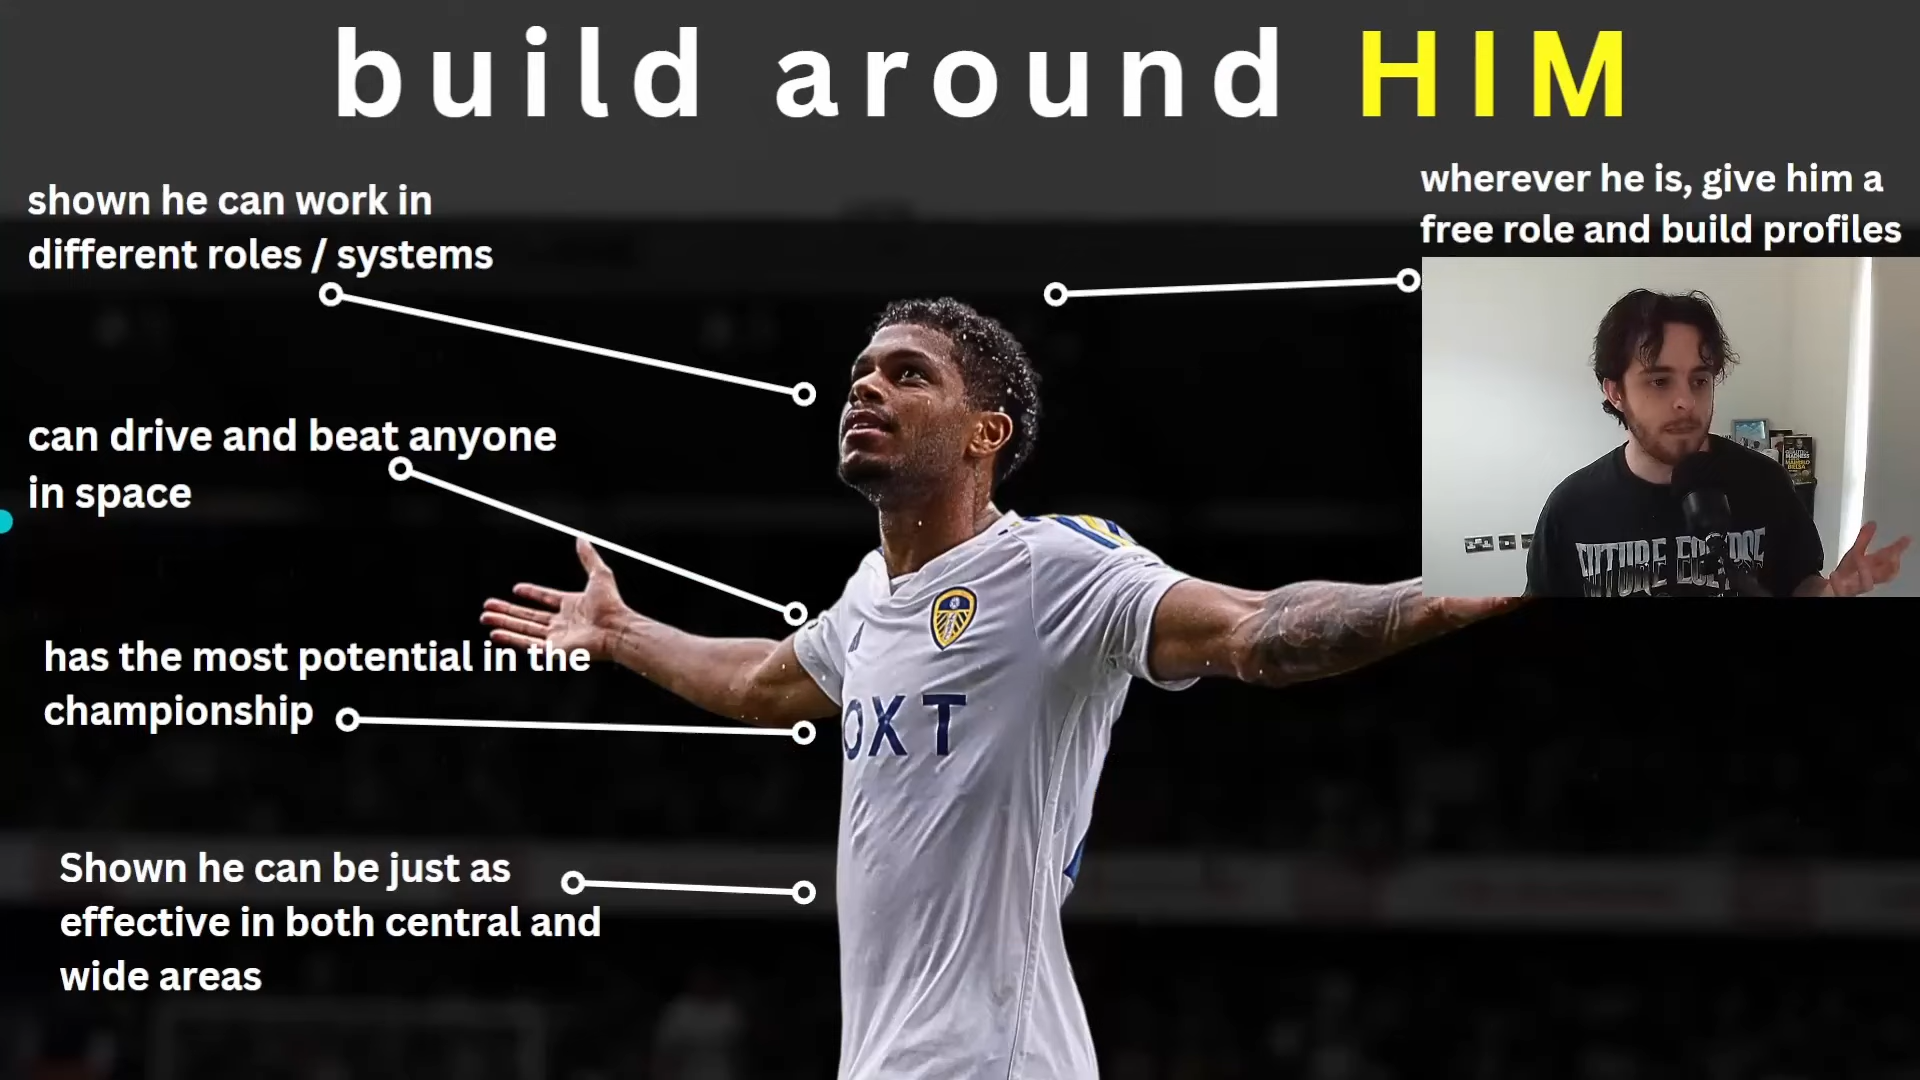 build around HIM
shown he can work in
different roles / systems
wherever he is, give him a
free role and build profiles
can drive and beat anyone
in space
has the most potential in the
championship
Shown he can be just as
effective in both central and
wide areas
OXT
FUTURE